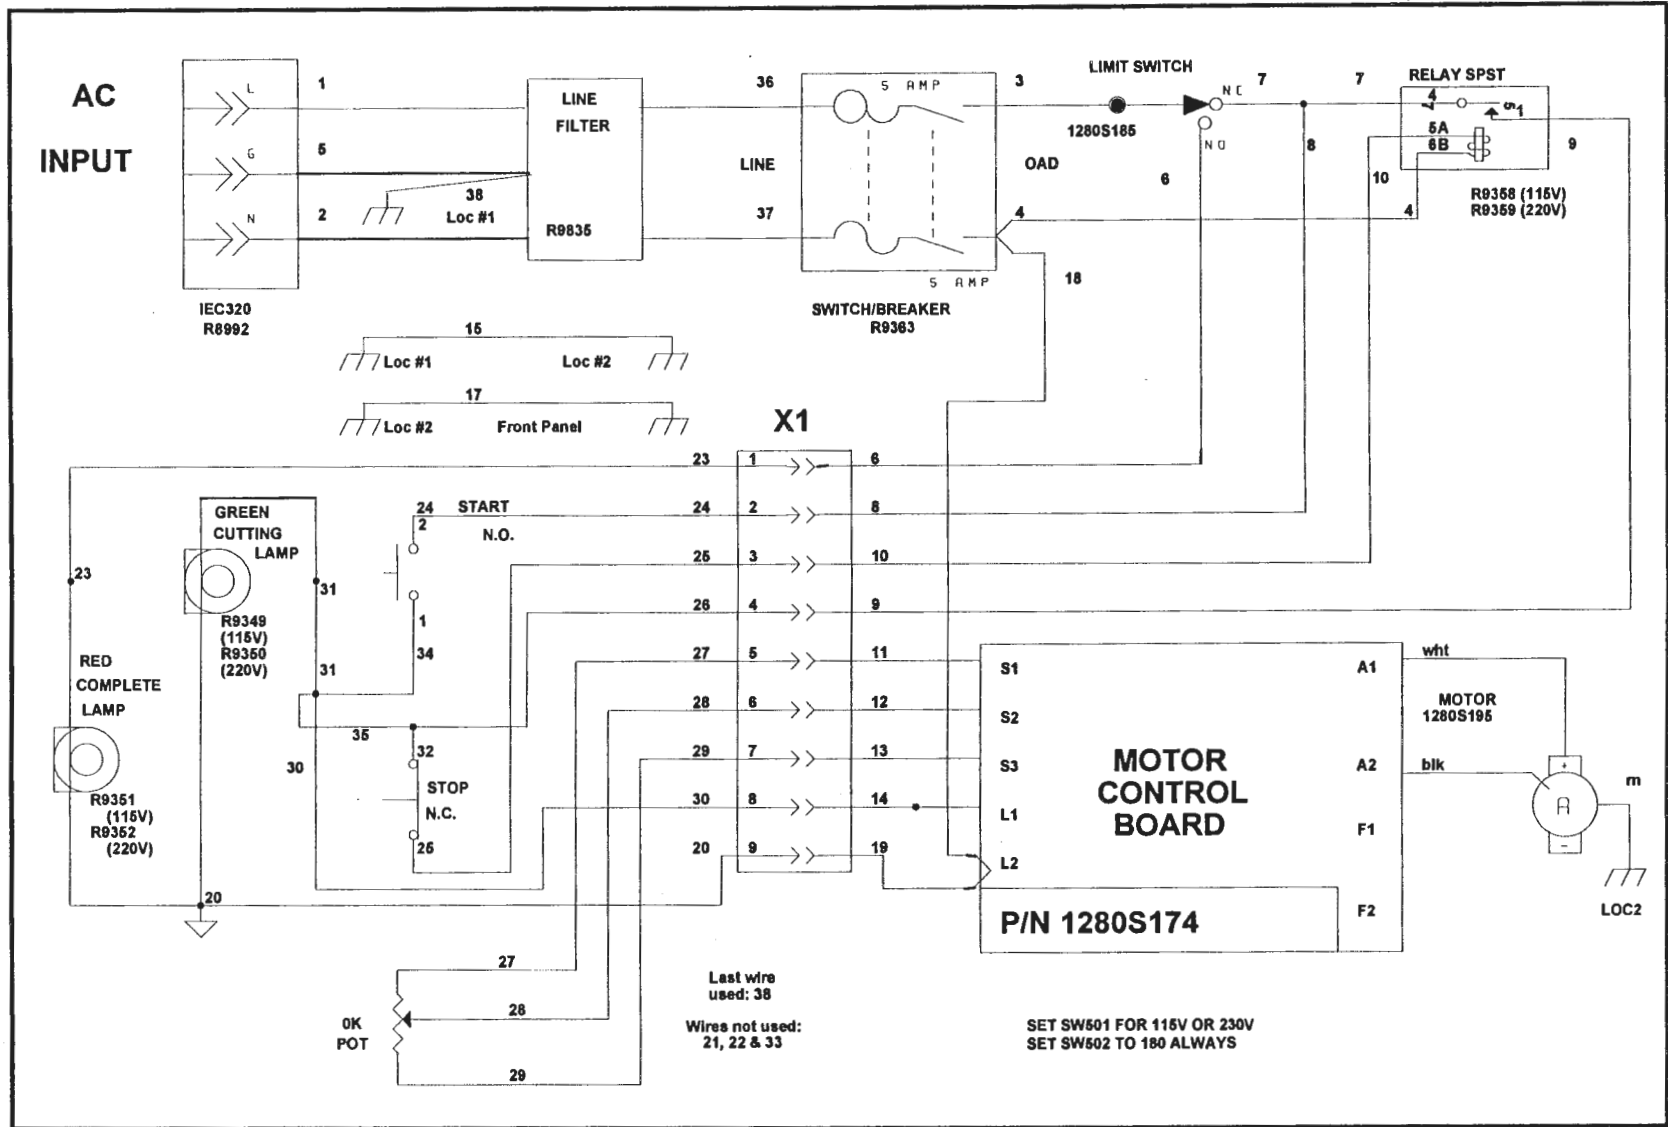 AC
INPUT
L
1
G
5
N
2
38
Loc #1
IEC320
R8992
LINE
FILTER
R9835
36
LINE
37
5 AMP
5 AMP
SWITCH/BREAKER
R9363
3
LIMIT SWITCH
1280S185
OAD
NC
NO
7
7
6
8
4
18
RELAY SPST
4
7
5
1
5A
6B
9
10
4
R9358 (115V)
R9359 (220V)
15
Loc #1
Loc #2
17
Loc #2
Front Panel
X1
23
1
6
24
2
8
25
3
10
26
4
9
27
5
11
28
6
12
29
7
13
30
8
14
20
9
19
GREEN
CUTTING
LAMP
R9349
(115V)
R9350
(220V)
23
31
31
RED
COMPLETE
LAMP
R9351
(115V)
R9352
(220V)
30
20
24
2
START
N.O.
1
34
35
32
STOP
N.C.
25
27
28
29
0K
POT
Last wire
used: 38
Wires not used:
21, 22 & 33
S1
S2
S3
L1
L2
MOTOR
CONTROL
BOARD
P/N 1280S174
A1
A2
F1
F2
wht
MOTOR
1280S195
blk
+
A
−
m
LOC2
SET SW501 FOR 115V OR 230V
SET SW502 TO 180 ALWAYS